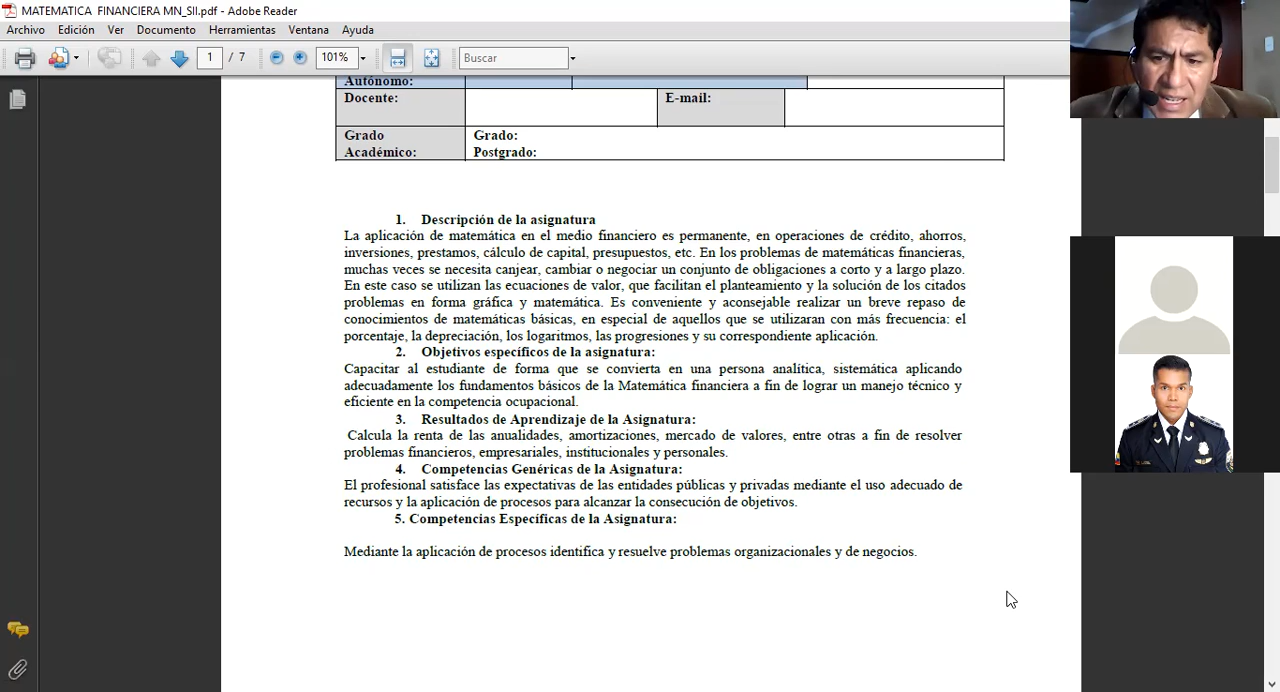 MATEMATICA FINANCIERA MN_SII.pdf - Adobe Reader
Archivo Edición Ver Documento Herramientas Ventana Ayuda
1 / 7 101% Buscar
Autónomo:
Docente: E-mail:
Grado Grado:
Académico: Postgrado:
1. Descripción de la asignatura
La aplicación de matemática en el medio financiero es permanente, en operaciones de crédito, ahorros,
inversiones, prestamos, cálculo de capital, presupuestos, etc. En los problemas de matemáticas financieras,
muchas veces se necesita canjear, cambiar o negociar un conjunto de obligaciones a corto y a largo plazo.
En este caso se utilizan las ecuaciones de valor, que facilitan el planteamiento y la solución de los citados
problemas en forma gráfica y matemática. Es conveniente y aconsejable realizar un breve repaso de
conocimientos de matemáticas básicas, en especial de aquellos que se utilizaran con más frecuencia: el
porcentaje, la depreciación, los logaritmos, las progresiones y su correspondiente aplicación.
2. Objetivos específicos de la asignatura:
Capacitar al estudiante de forma que se convierta en una persona analítica, sistemática aplicando
adecuadamente los fundamentos básicos de la Matemática financiera a fin de lograr un manejo técnico y
eficiente en la competencia ocupacional.
3. Resultados de Aprendizaje de la Asignatura:
Calcula la renta de las anualidades, amortizaciones, mercado de valores, entre otras a fin de resolver
problemas financieros, empresariales, institucionales y personales.
4. Competencias Genéricas de la Asignatura:
El profesional satisface las expectativas de las entidades públicas y privadas mediante el uso adecuado de
recursos y la aplicación de procesos para alcanzar la consecución de objetivos.
5. Competencias Específicas de la Asignatura:
Mediante la aplicación de procesos identifica y resuelve problemas organizacionales y de negocios.